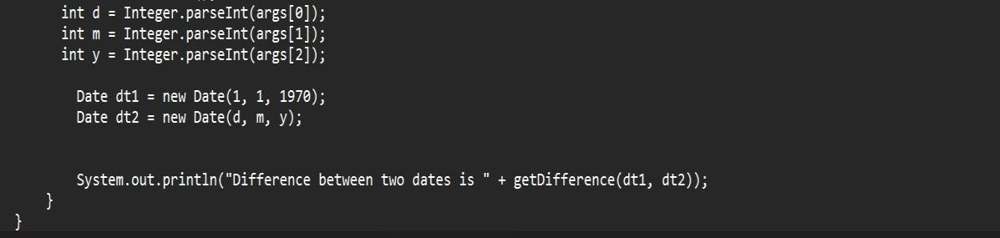 int d = Integer.parseInt(args[0]);
int m = Integer.parseInt(args[1]);
int y = Integer.parseInt(args[2]);
Date dt1 = new Date(1, 1, 1970);
Date dt2 = new Date(d, m, y);
System.out.println("Difference between two dates is " + getDifference(dt1, dt2));
}
}